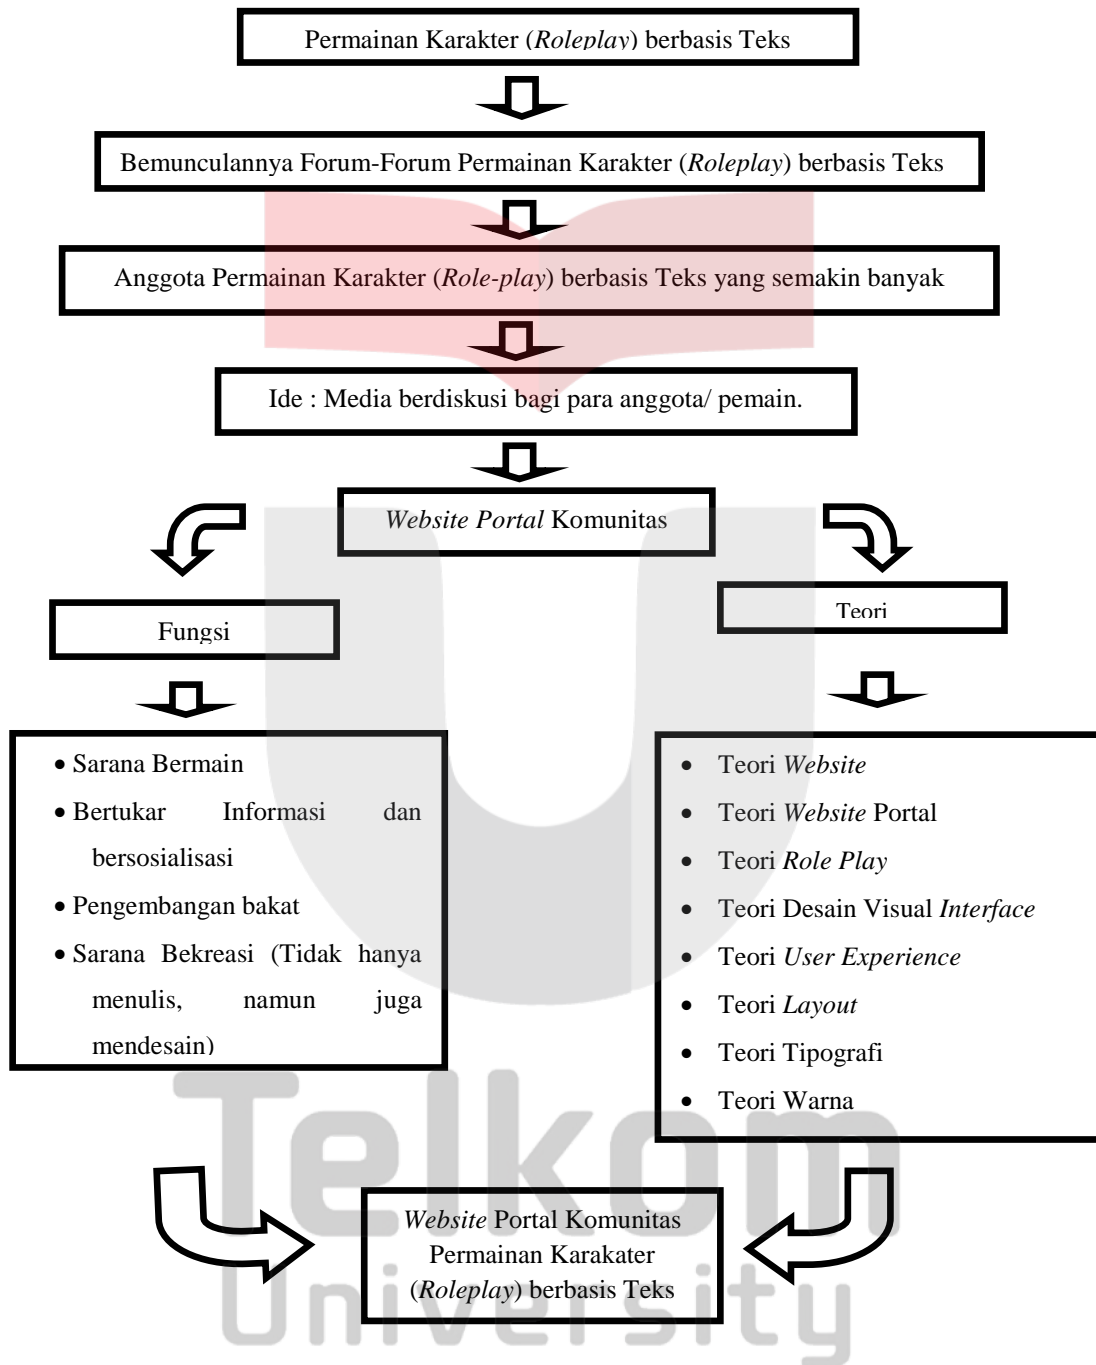 Permainan Karakter (Roleplay) berbasis Teks
Bemunculannya Forum-Forum Permainan Karakter (Roleplay) berbasis Teks
Anggota Permainan Karakter (Role-play) berbasis Teks yang semakin banyak
Ide : Media berdiskusi bagi para anggota/ pemain.
Website Portal Komunitas
Fungsi
Teori
• Sarana Bermain
• Bertukar Informasi dan
bersosialisasi
• Pengembangan bakat
• Sarana Bekreasi (Tidak hanya
menulis, namun juga
mendesain)
• Teori Website
• Teori Website Portal
• Teori Role Play
• Teori Desain Visual Interface
• Teori User Experience
• Teori Layout
• Teori Tipografi
• Teori Warna
Website Portal Komunitas
Permainan Karakater
(Roleplay) berbasis Teks
Telkom
University